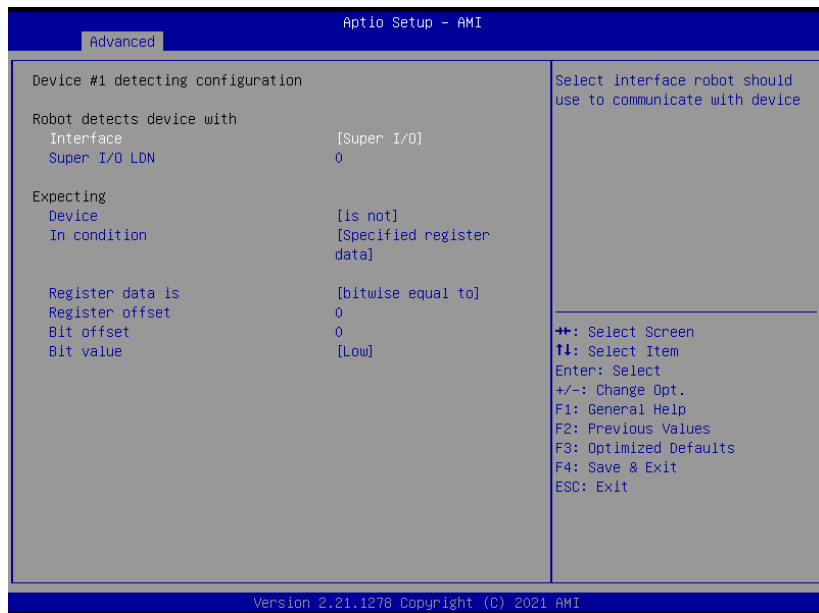 Aptio Setup – AMI
Advanced
Device #1 detecting configuration
Robot detects device with
Interface [Super I/O]
Super I/O LDN 0
Expecting
Device [is not]
In condition [Specified register
data]
Register data is [bitwise equal to]
Register offset 0
Bit offset 0
Bit value [Low]
Select interface robot should
use to communicate with device
→←: Select Screen
↑↓: Select Item
Enter: Select
+/-: Change Opt.
F1: General Help
F2: Previous Values
F3: Optimized Defaults
F4: Save & Exit
ESC: Exit
Version 2.21.1278 Copyright (C) 2021 AMI